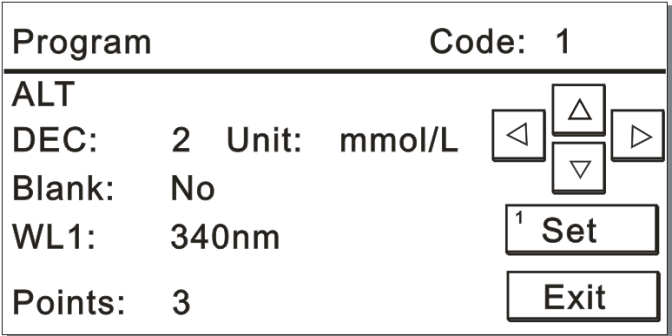 Program Code: 1
ALT
DEC: 2 Unit: mmol/L
Blank: No
WL1: 340nm
1 Set
Points: 3
Exit